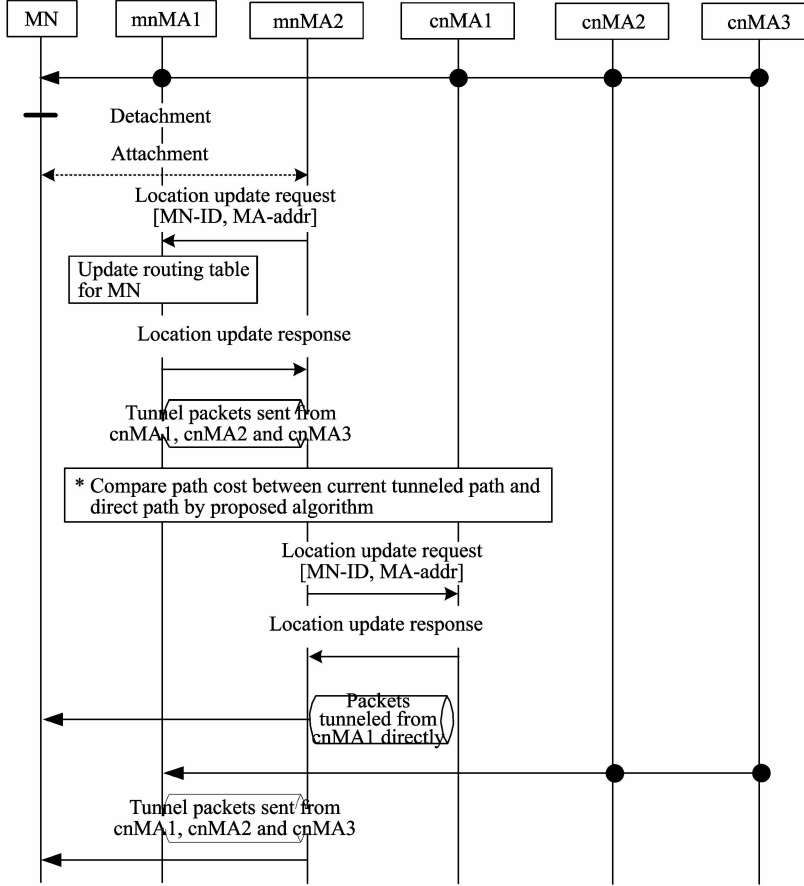 MN mnMA1 mnMA2 cnMA1 cnMA2 cnMA3
Detachment
Attachment
Location update request
[MN-ID, MA-addr]
Update routing table
for MN
Location update response
Tunnel packets sent from
cnMA1, cnMA2 and cnMA3
* Compare path cost between current tunneled path and
direct path by proposed algorithm
Location update request
[MN-ID, MA-addr]
Location update response
Packets
tunneled from
cnMA1 directly
Tunnel packets sent from
cnMA1, cnMA2 and cnMA3